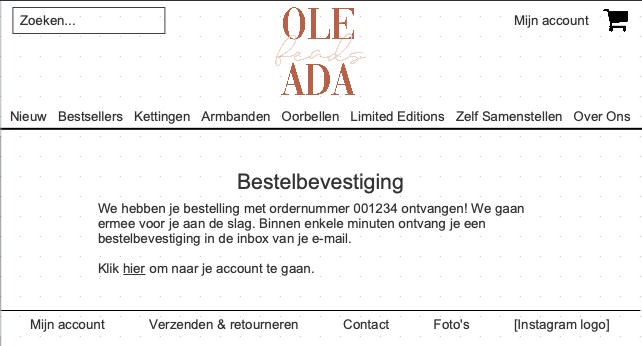 Zoeken...
OLE
beads
ADA
Mijn account
Nieuw Bestsellers Kettingen Armbanden Oorbellen Limited Editions Zelf Samenstellen Over Ons
Bestelbevestiging
We hebben je bestelling met ordernummer 001234 ontvangen! We gaan
ermee voor je aan de slag. Binnen enkele minuten ontvang je een
bestelbevestiging in de inbox van je e-mail.
Klik hier om naar je account te gaan.
Mijn account Verzenden & retourneren Contact Foto's [Instagram logo]